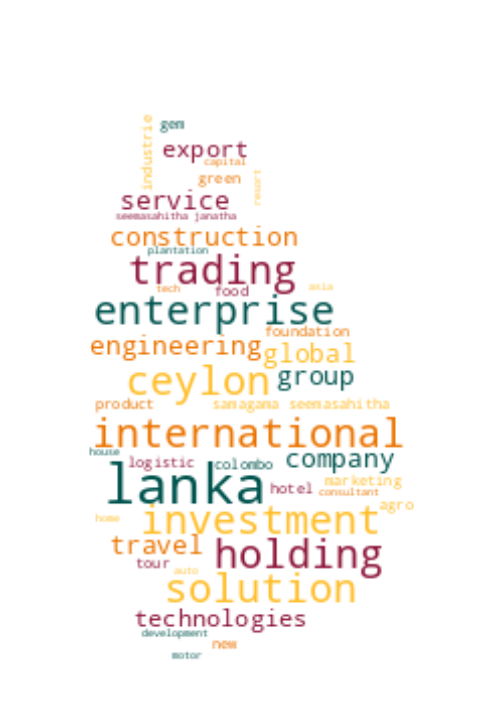 industrie
gem
export
capital
green
resort
service
seemasahitha janatha
construction
plantation
trading
tech
food
asia
enterprise
foundation
engineering
global
ceylon
group
product
samagama seemasahitha
international
house
company
logistic
colombo
lanka
hotel
marketing
consultant
agro
home
investment
travel
holding
tour
auto
solution
technologies
development
new
motor